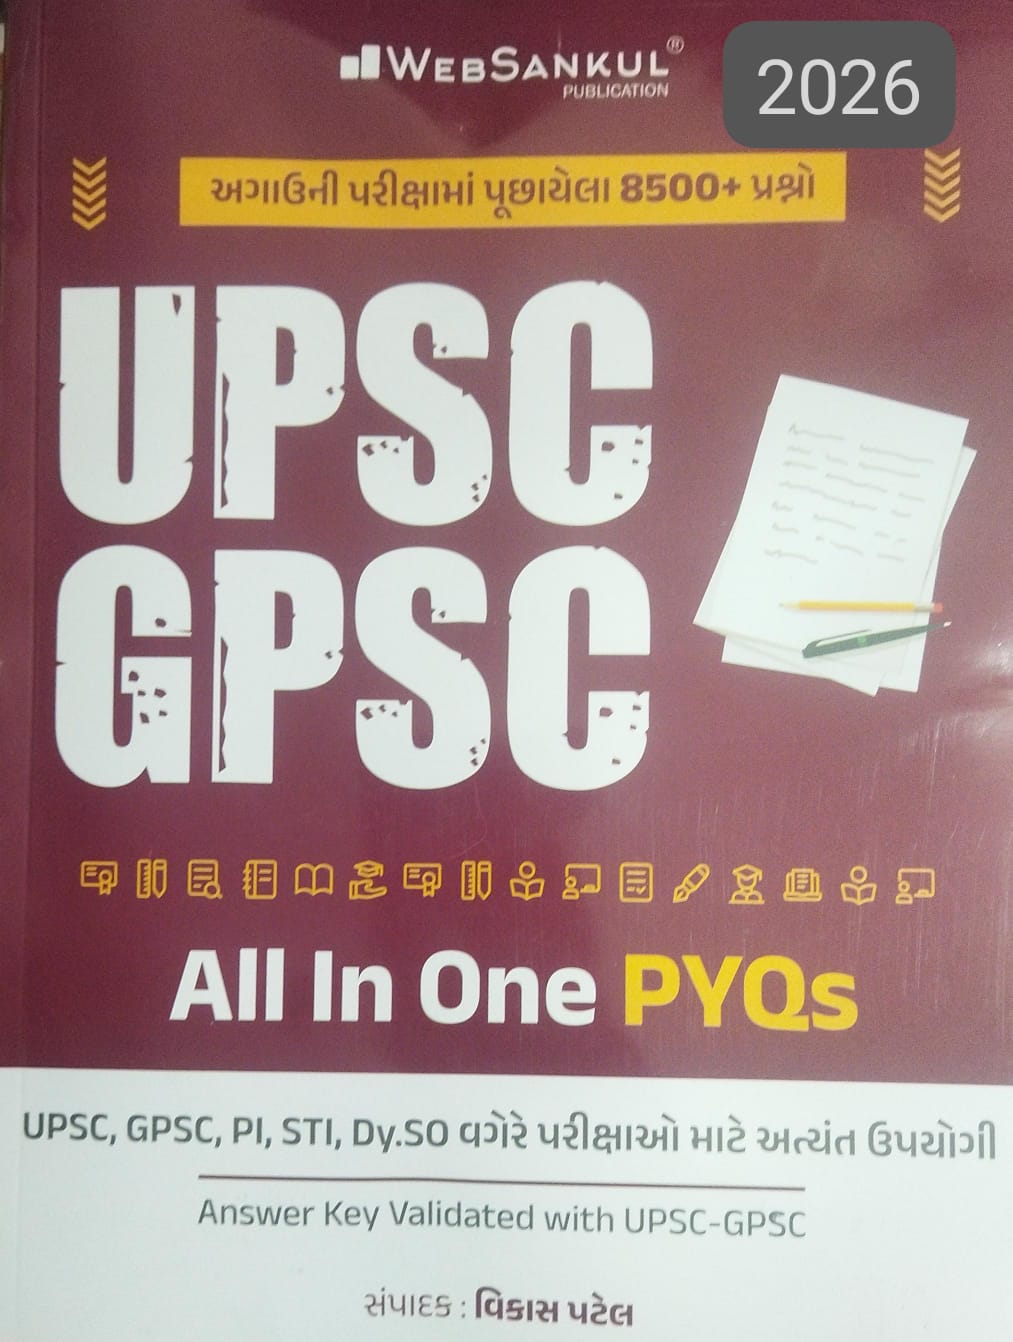 WEBSANKUL®
PUBLICATION
2026
અગાઉની પરીક્ષામાં પૂછાયેલા 8500+ પ્રશ્નો
UPSC
GPSC
All In One PYQs
UPSC, GPSC, PI, STI, Dy.SO વગેરે પરીક્ષાઓ માટે અત્યંત ઉપયોગી
Answer Key Validated with UPSC-GPSC
સંપાદક : વિકાસ પટેલ